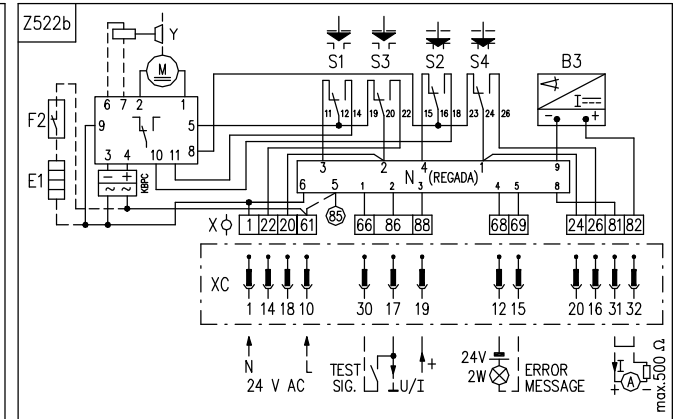 Z522b
Y
S1 S3 S2 S4
B3
M
6 7 2 1
I
F2
9 5
8
3 4 10 11
11 12 14 19 20 22 15 16 18 23 24 26
− +
− +
~ ~
KBPC
E1
3 2 4 1 9
N (REGADA)
6 5 1 2 3 4 5 8
85
X 1 22 20 61 66 86 88 68 69 24 26 81 82
XC
1 14 18 10 30 17 19 12 15 20 16 31 32
N L
24 V AC
TEST
SIG.
⊥U/I
+
24V
2W
ERROR
MESSAGE
I
+ A
max.500 Ω